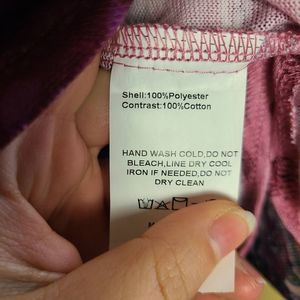 Shell:100%Polyester
Contrast:100%Cotton
HAND WASH COLD,DO NOT
BLEACH,LINE DRY COOL
IRON IF NEEDED,DO NOT
DRY CLEAN